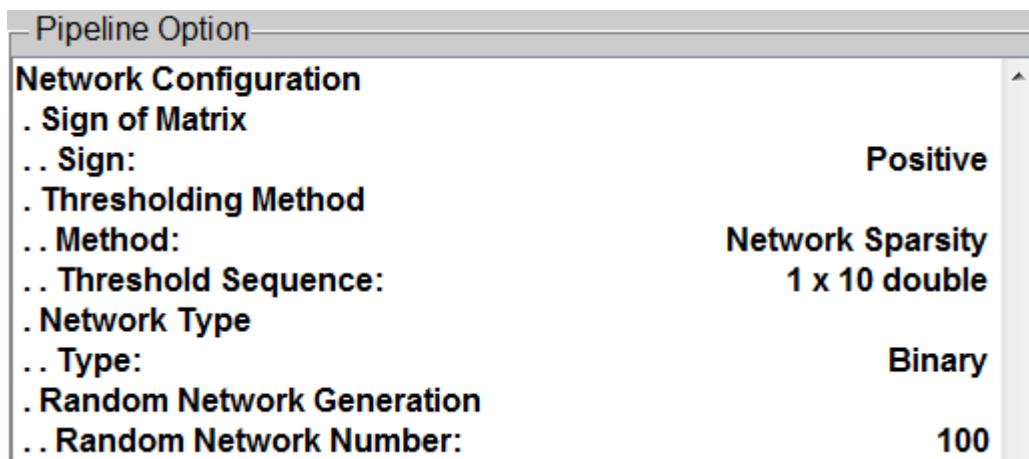 Pipeline Option
Network Configuration
. Sign of Matrix
. . Sign: Positive
. Thresholding Method
. . Method: Network Sparsity
. . Threshold Sequence: 1 x 10 double
. Network Type
. . Type: Binary
. Random Network Generation
. . Random Network Number: 100